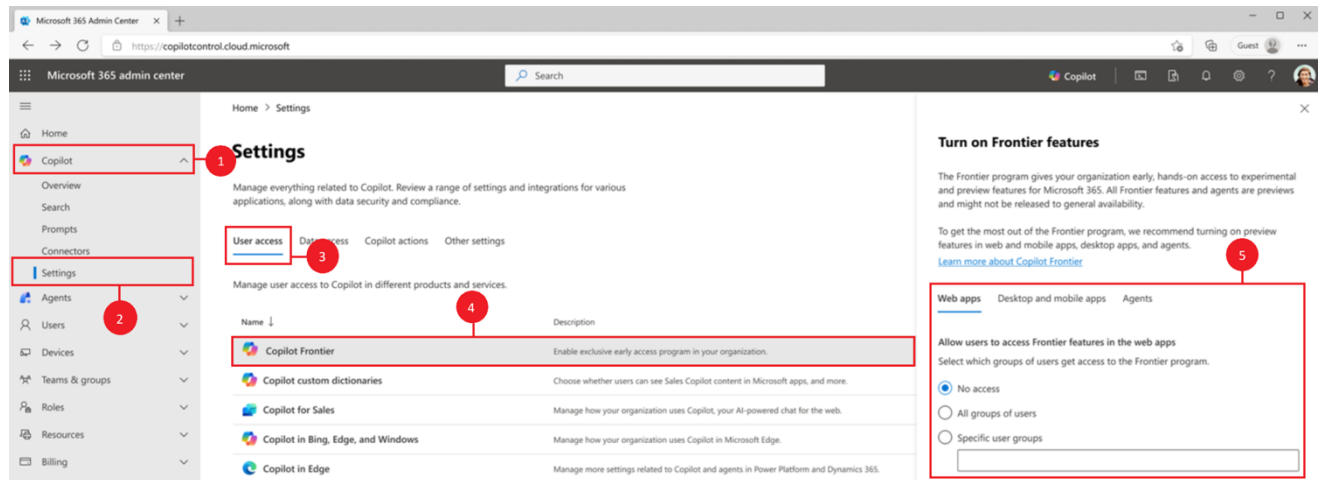 Microsoft 365 Admin Center
https://copilotcontrol.cloud.microsoft
Guest
Microsoft 365 admin center
Search
Copilot
Home
Copilot
Overview
Search
Prompts
Connectors
Settings
Agents
Users
Devices
Teams & groups
Roles
Resources
Billing
1
2
Home > Settings
Settings
Manage everything related to Copilot. Review a range of settings and integrations for various
applications, along with data security and compliance.
User access Data access Copilot actions Other settings
3
Manage user access to Copilot in different products and services.
4
Name ↓ Description
Copilot Frontier Enable exclusive early access program in your organization.
Copilot custom dictionaries Choose whether users can see Sales Copilot content in Microsoft apps, and more.
Copilot for Sales Manage how your organization uses Copilot, your AI-powered chat for the web.
Copilot in Bing, Edge, and Windows Manage how your organization uses Copilot in Microsoft Edge.
Copilot in Edge Manage more settings related to Copilot and agents in Power Platform and Dynamics 365.
Turn on Frontier features
The Frontier program gives your organization early, hands-on access to experimental
and preview features for Microsoft 365. All Frontier features and agents are previews
and might not be released to general availability.
To get the most out of the Frontier program, we recommend turning on preview
features in web and mobile apps, desktop apps, and agents.
Learn more about Copilot Frontier
5
Web apps Desktop and mobile apps Agents
Allow users to access Frontier features in the web apps
Select which groups of users get access to the Frontier program.
No access
All groups of users
Specific user groups